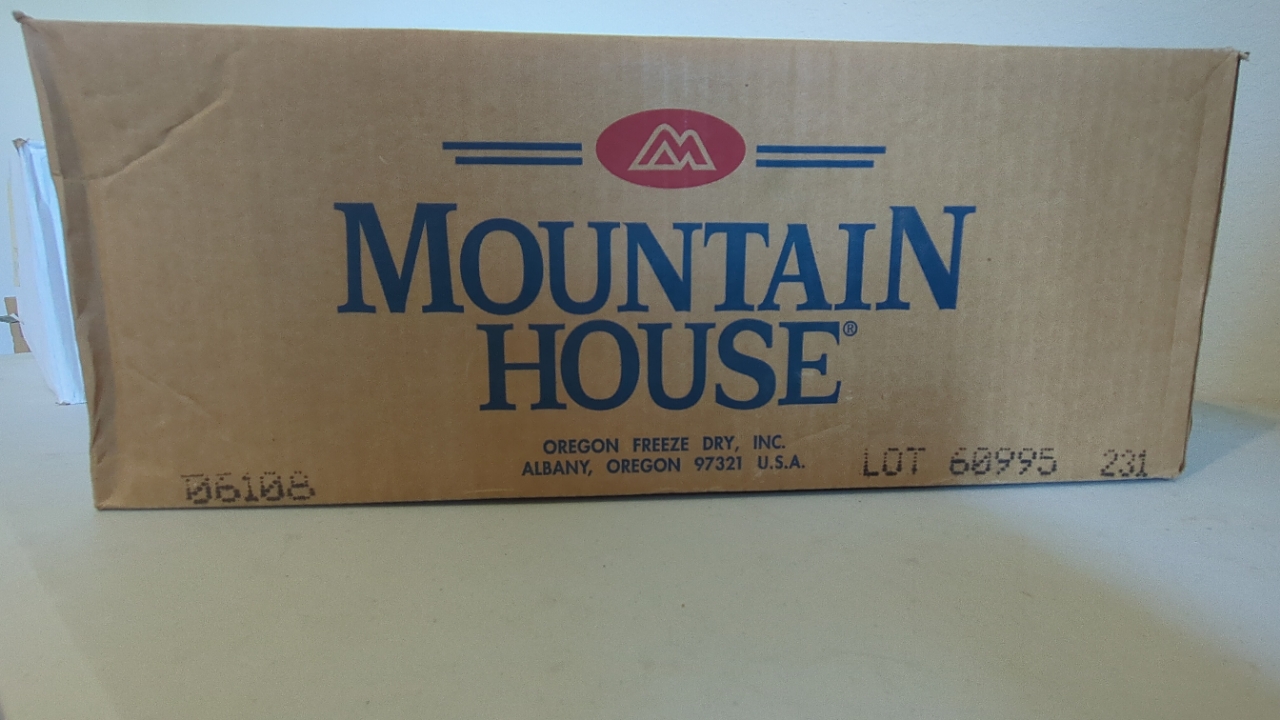 MOUNTAIN
HOUSE®
OREGON FREEZE DRY, INC.
ALBANY, OREGON 97321 U.S.A.
06108
LOT 60995 231